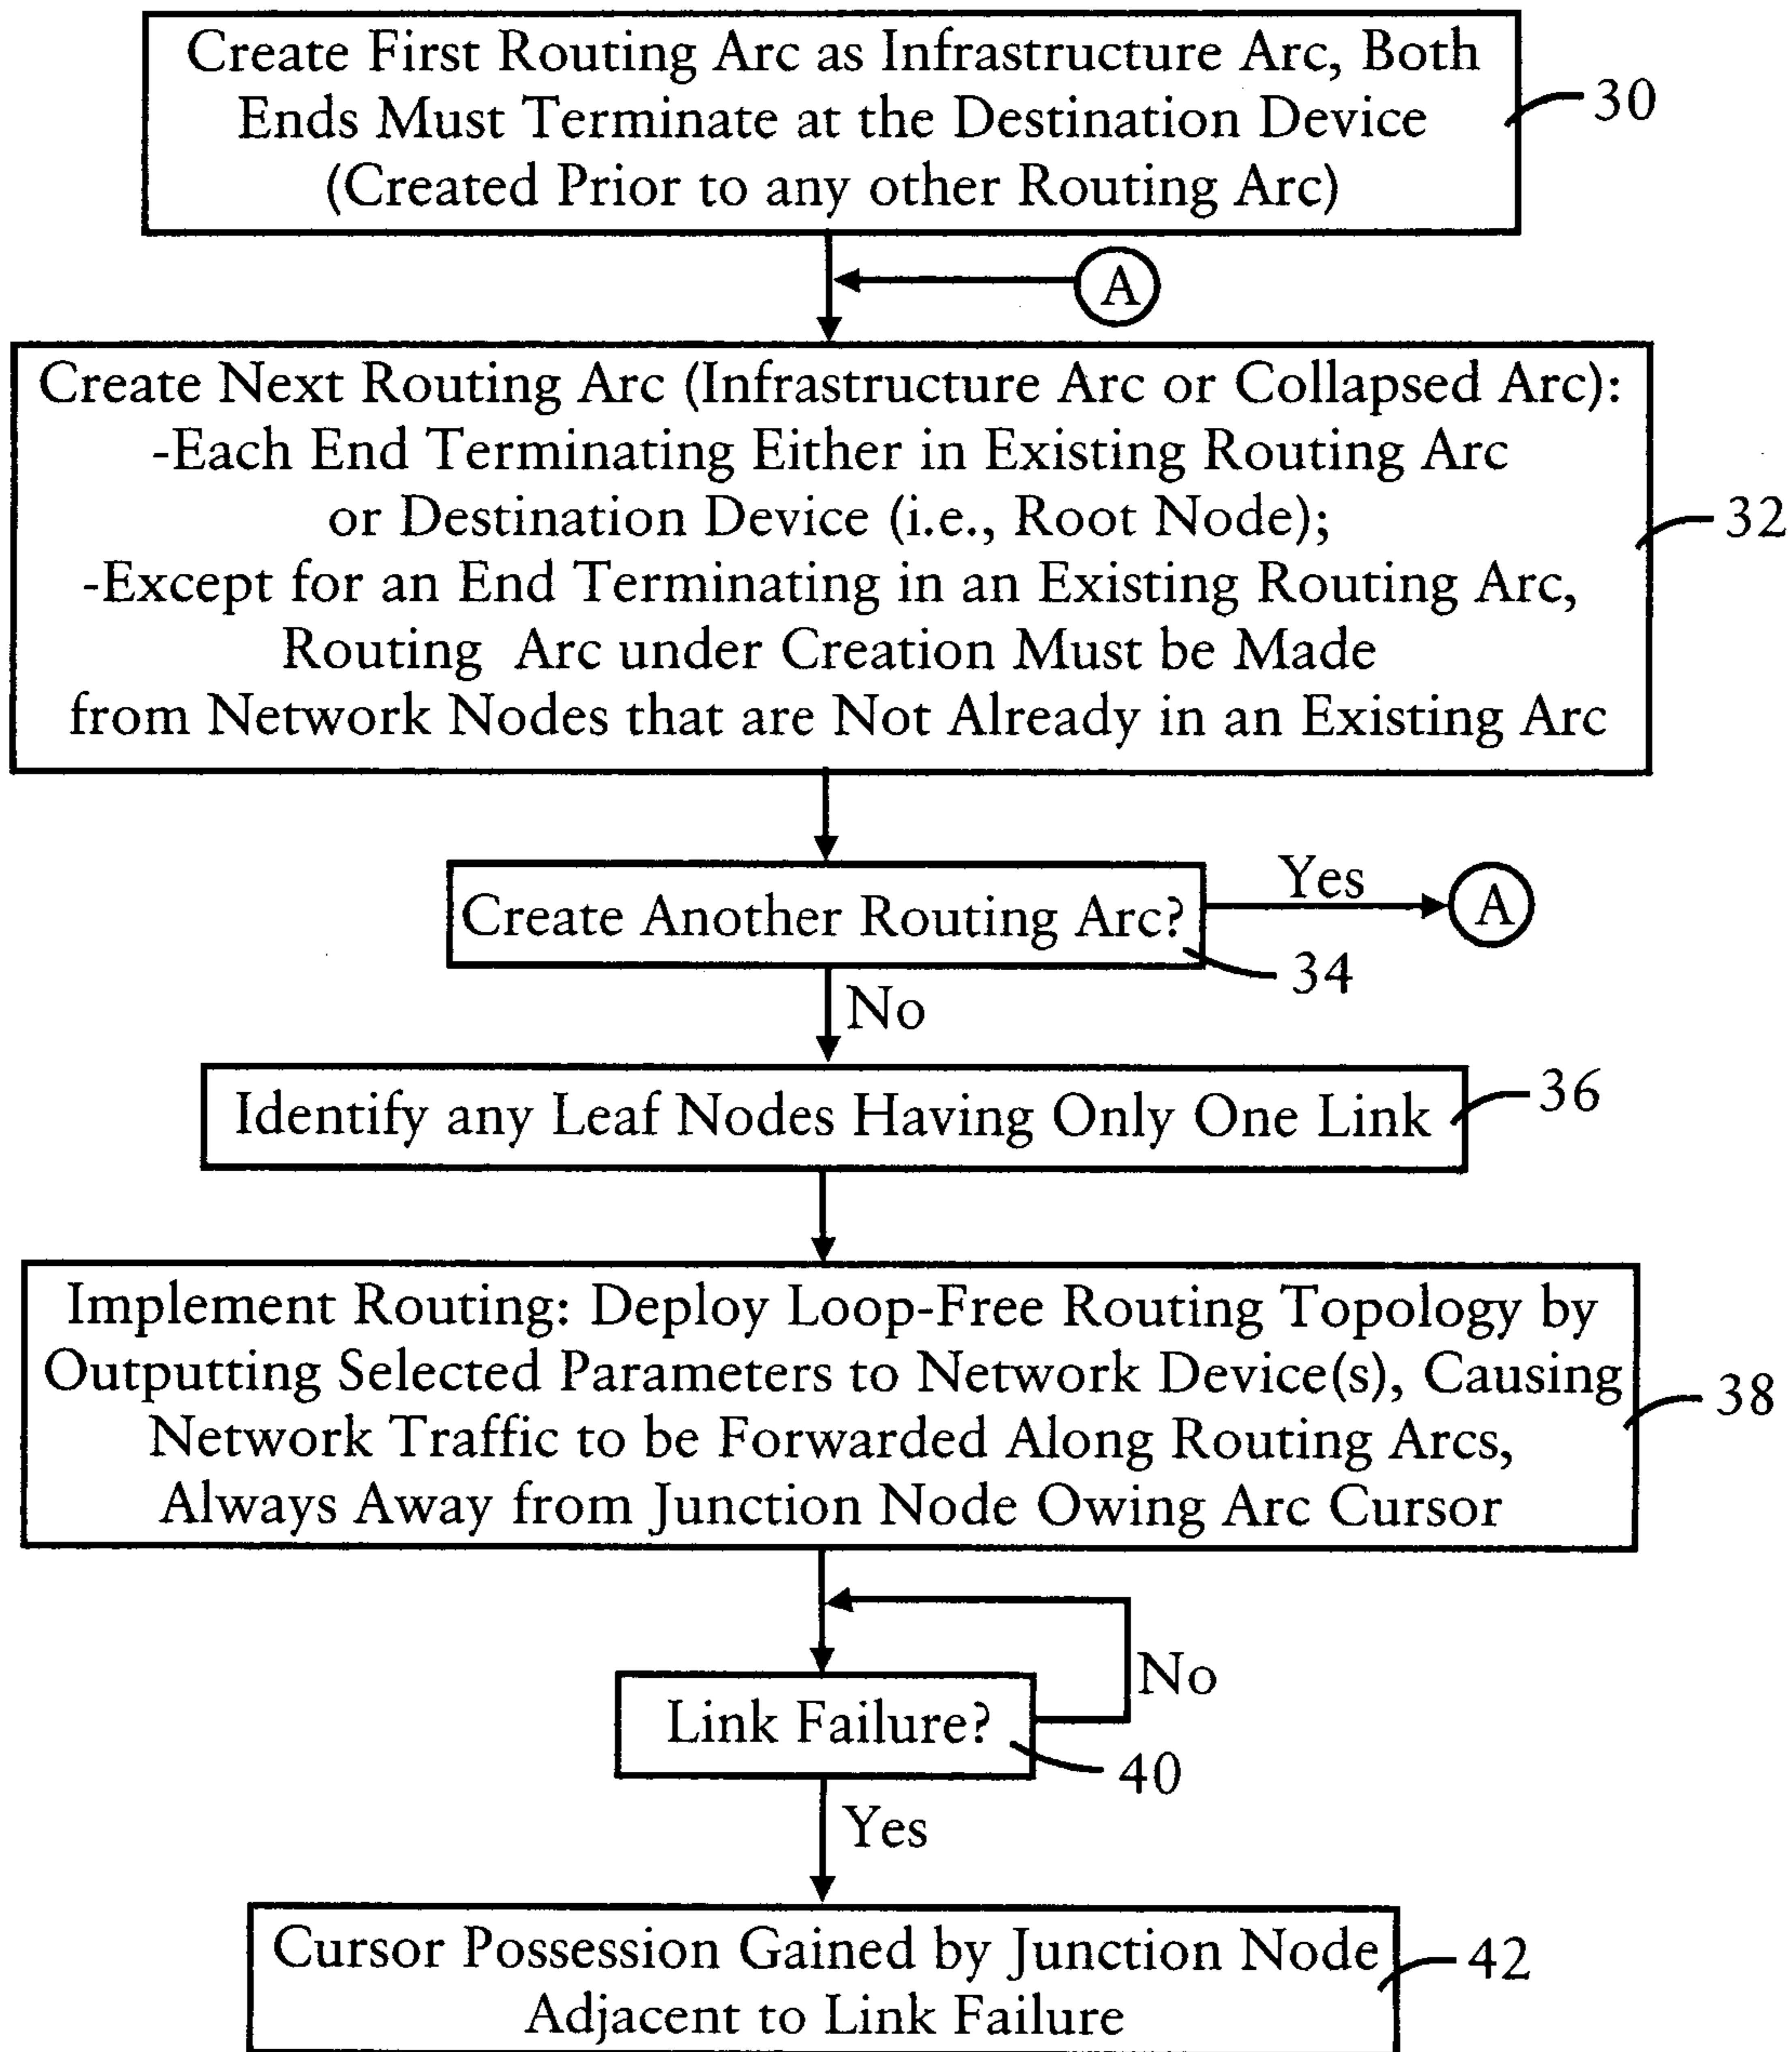 Create First Routing Arc as Infrastructure Arc, Both
Ends Must Terminate at the Destination Device
(Created Prior to any other Routing Arc)
30
A
Create Next Routing Arc (Infrastructure Arc or Collapsed Arc):
-Each End Terminating Either in Existing Routing Arc
or Destination Device (i.e., Root Node);
-Except for an End Terminating in an Existing Routing Arc,
Routing Arc under Creation Must be Made
from Network Nodes that are Not Already in an Existing Arc
32
Create Another Routing Arc?
Yes
A
34
No
Identify any Leaf Nodes Having Only One Link
36
Implement Routing: Deploy Loop-Free Routing Topology by
Outputting Selected Parameters to Network Device(s), Causing
Network Traffic to be Forwarded Along Routing Arcs,
Always Away from Junction Node Owing Arc Cursor
38
No
Link Failure?
40
Yes
Cursor Possession Gained by Junction Node
Adjacent to Link Failure
42